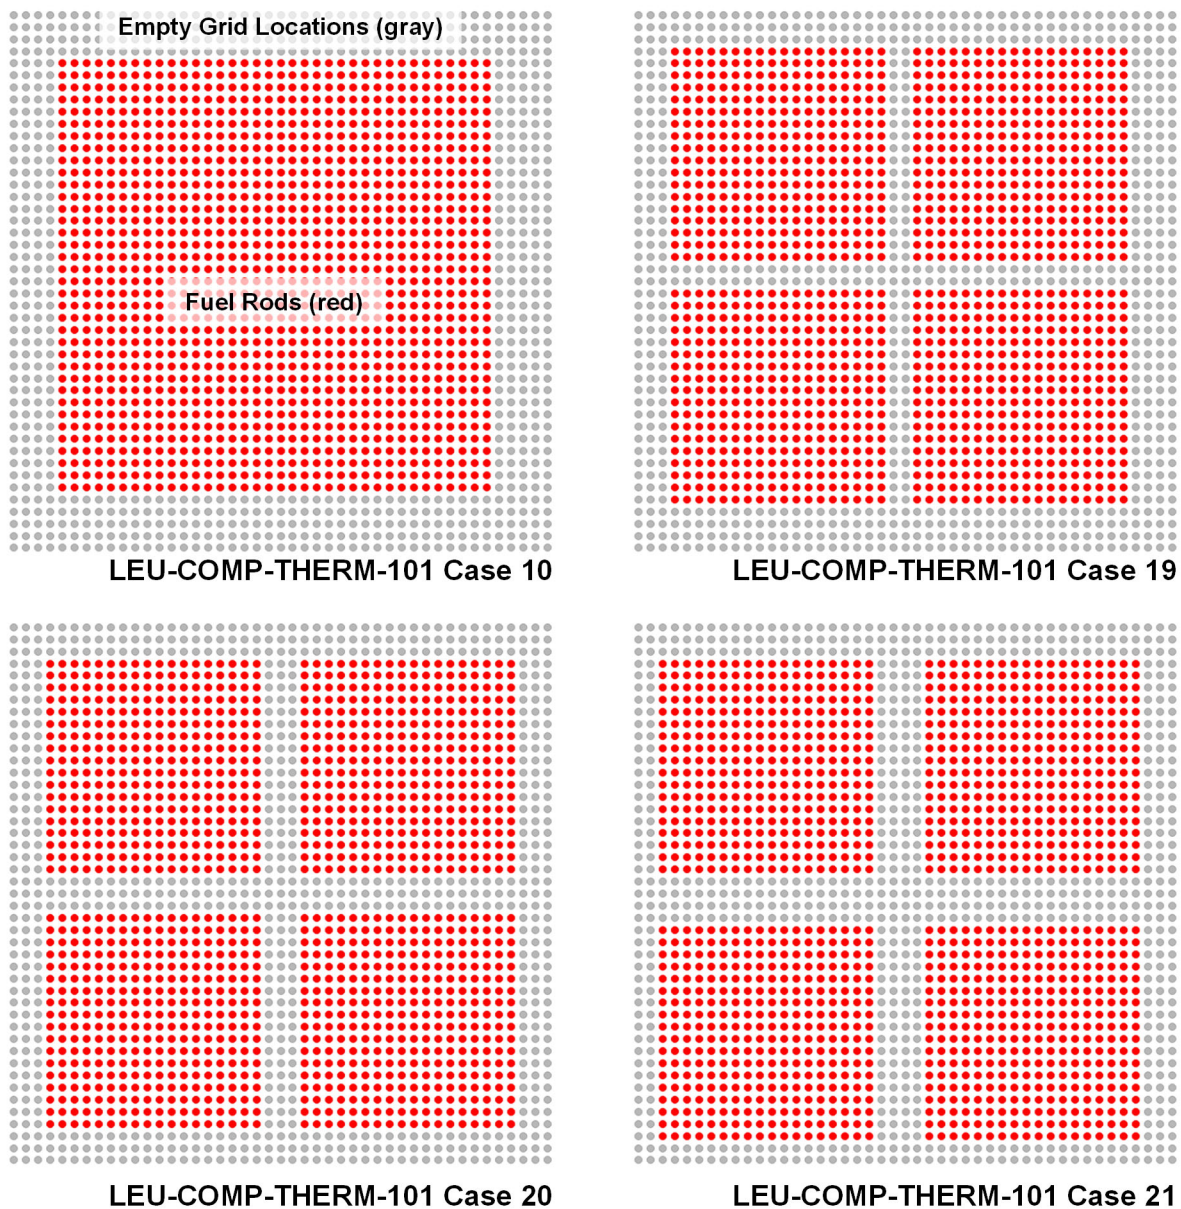 Empty Grid Locations (gray)
Fuel Rods (red)
LEU-COMP-THERM-101 Case 10
LEU-COMP-THERM-101 Case 19
LEU-COMP-THERM-101 Case 20
LEU-COMP-THERM-101 Case 21